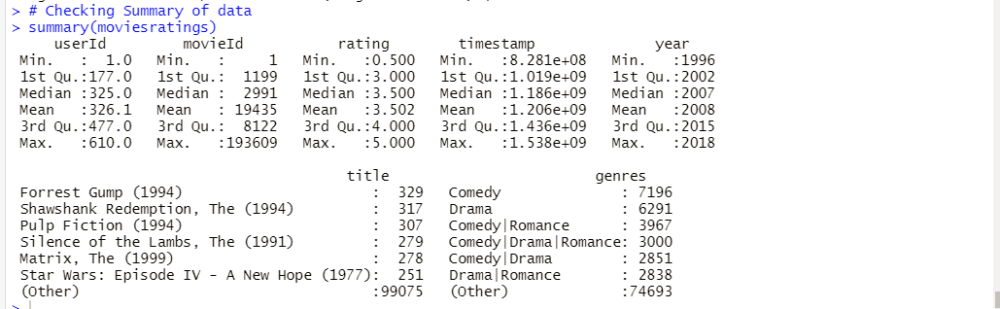 > # Checking Summary of data
> summary(moviesratings)
     userId         movieId           rating        timestamp              year
 Min.   :  1.0   Min.   :     1   Min.   :0.500   Min.   :8.281e+08   Min.   :1996
 1st Qu.:177.0   1st Qu.:  1199   1st Qu.:3.000   1st Qu.:1.019e+09   1st Qu.:2002
 Median :325.0   Median :  2991   Median :3.500   Median :1.186e+09   Median :2007
 Mean   :326.1   Mean   : 19435   Mean   :3.502   Mean   :1.206e+09   Mean   :2008
 3rd Qu.:477.0   3rd Qu.:  8122   3rd Qu.:4.000   3rd Qu.:1.436e+09   3rd Qu.:2015
 Max.   :610.0   Max.   :193609   Max.   :5.000   Max.   :1.538e+09   Max.   :2018
                                       title                         genres
 Forrest Gump (1994)                      :  329   Comedy              : 7196
 Shawshank Redemption, The (1994)         :  317   Drama               : 6291
 Pulp Fiction (1994)                      :  307   Comedy|Romance      : 3967
 Silence of the Lambs, The (1991)         :  279   Comedy|Drama|Romance: 3000
 Matrix, The (1999)                       :  278   Comedy|Drama        : 2851
 Star Wars: Episode IV - A New Hope (1977):  251   Drama|Romance       : 2838
 (Other)                                  :99075   (Other)             :74693
>